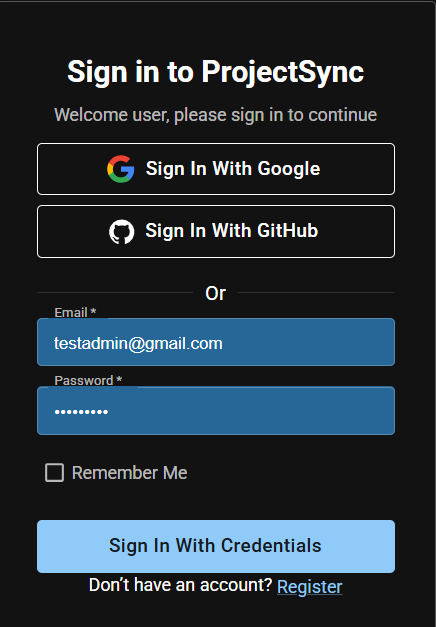 Sign in to ProjectSync
Welcome user, please sign in to continue
Sign In With Google
Sign In With GitHub
Or
Email *
testadmin@gmail.com
Password *
•••••••••
Remember Me
Sign In With Credentials
Don’t have an account? Register